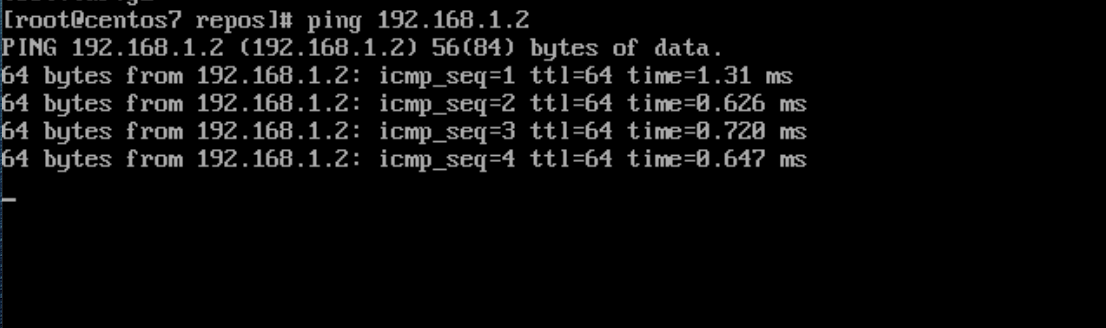 [root@centos7 repos]# ping 192.168.1.2
PING 192.168.1.2 (192.168.1.2) 56(84) bytes of data.
64 bytes from 192.168.1.2: icmp_seq=1 ttl=64 time=1.31 ms
64 bytes from 192.168.1.2: icmp_seq=2 ttl=64 time=0.626 ms
64 bytes from 192.168.1.2: icmp_seq=3 ttl=64 time=0.720 ms
64 bytes from 192.168.1.2: icmp_seq=4 ttl=64 time=0.647 ms